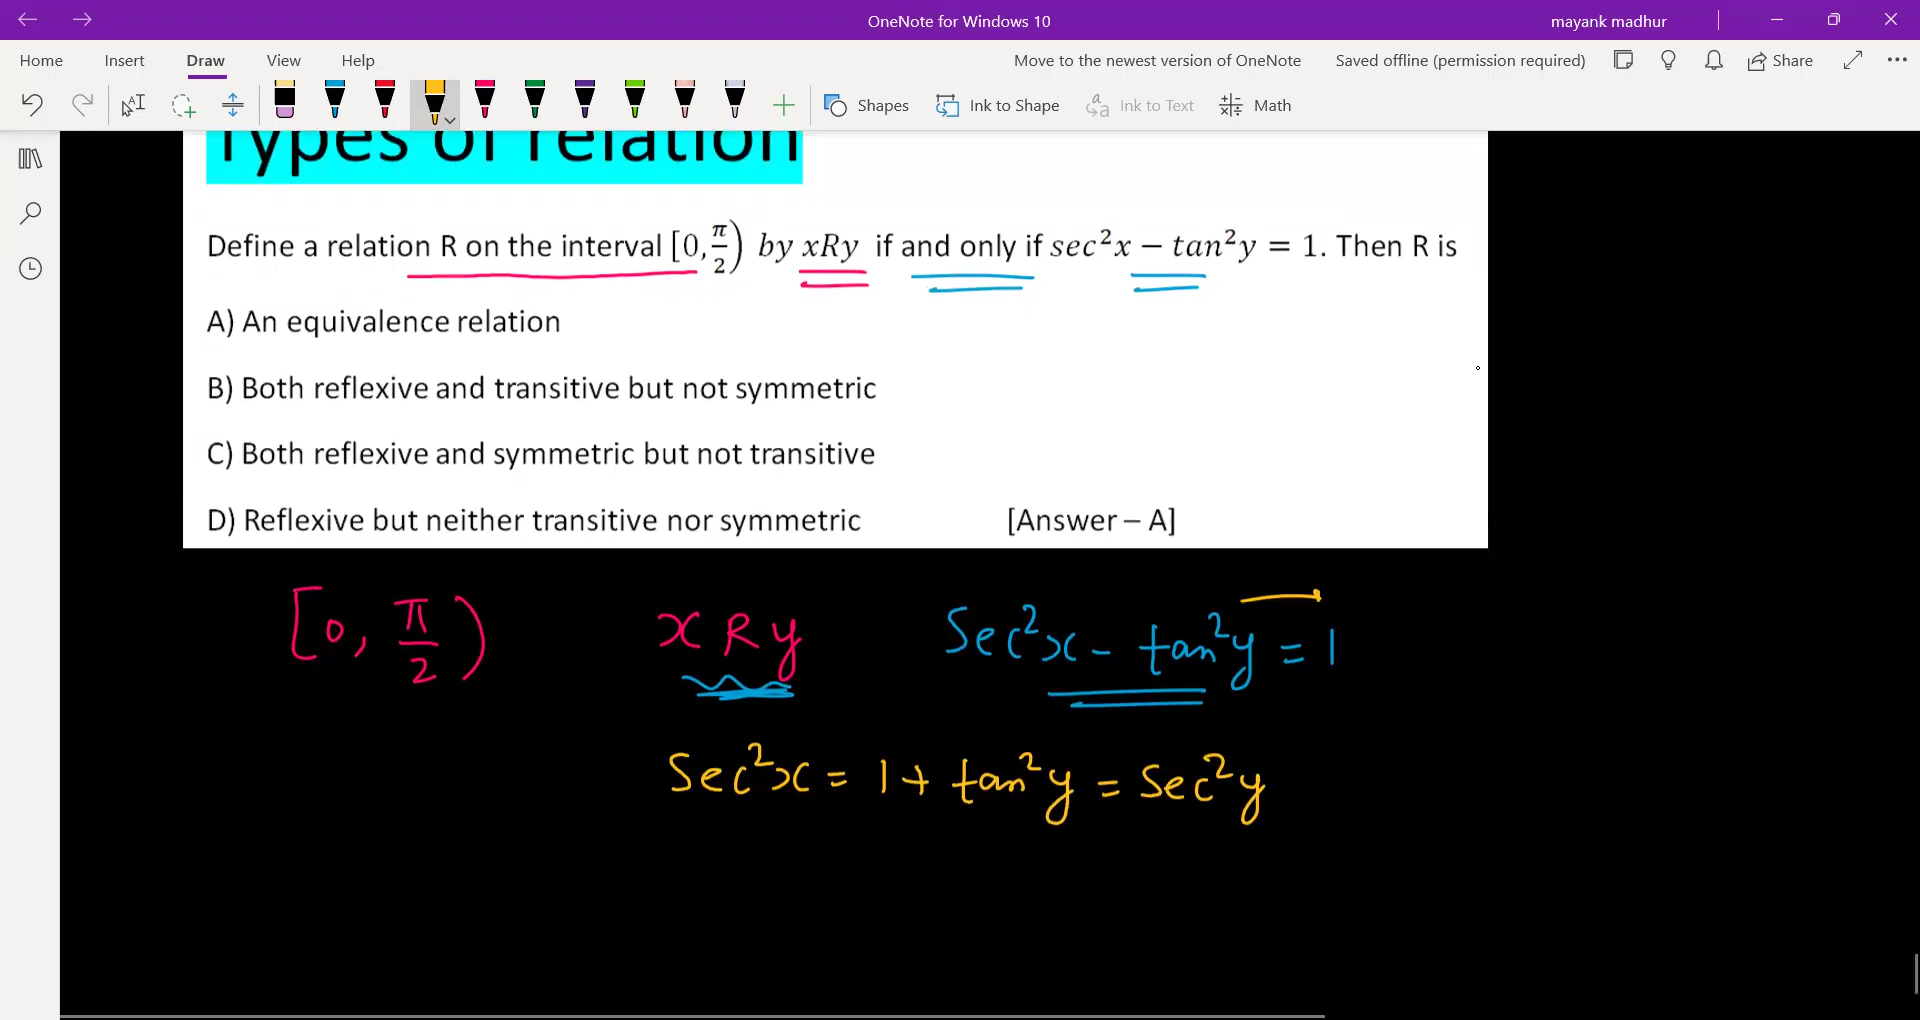 OneNote for Windows 10
mayank madhur
Home Insert Draw View Help
Move to the newest version of OneNote Saved offline (permission required) Share
Shapes Ink to Shape Ink to Text Math
Types of relation
Define a relation R on the interval [0, π/2) by xRy if and only if sec²x − tan²y = 1. Then R is
A) An equivalence relation
B) Both reflexive and transitive but not symmetric
C) Both reflexive and symmetric but not transitive
D) Reflexive but neither transitive nor symmetric [Answer – A]
[0, π/2) x R y Sec²x - tan²y = 1
Sec²x = 1 + tan²y = Sec²y